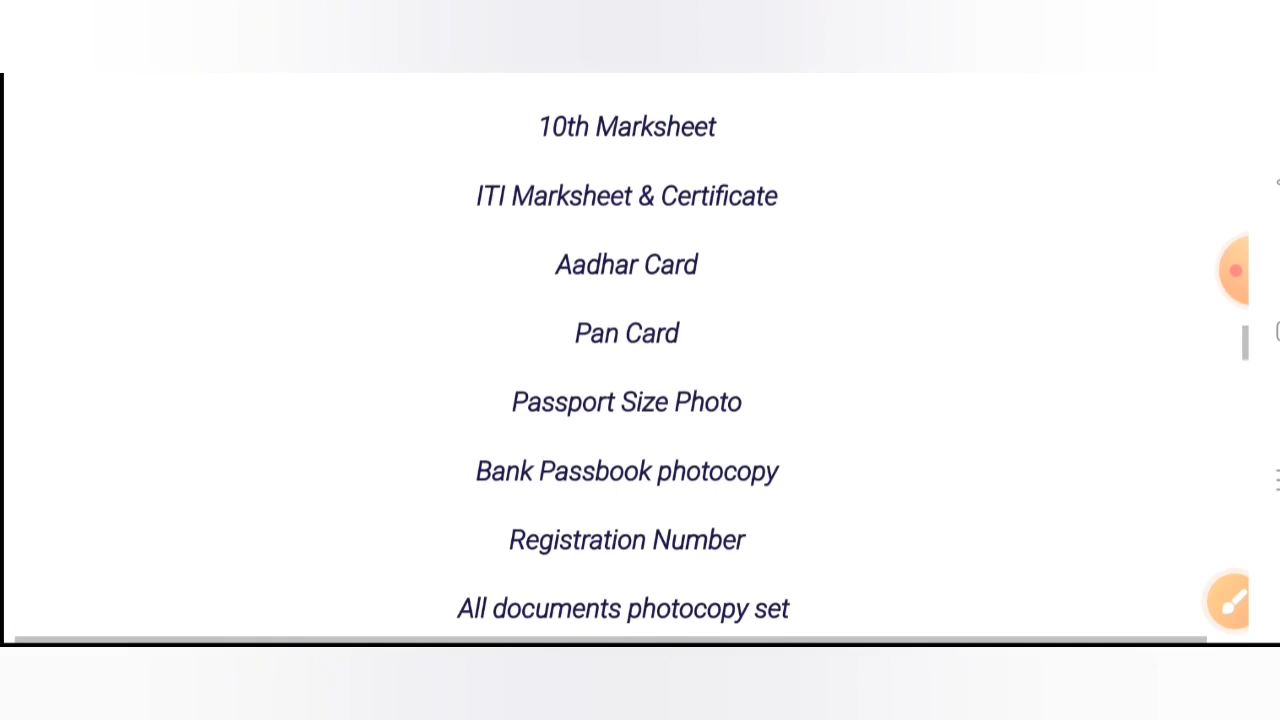 10th Marksheet
ITI Marksheet & Certificate
Aadhar Card
Pan Card
Passport Size Photo
Bank Passbook photocopy
Registration Number
All documents photocopy set